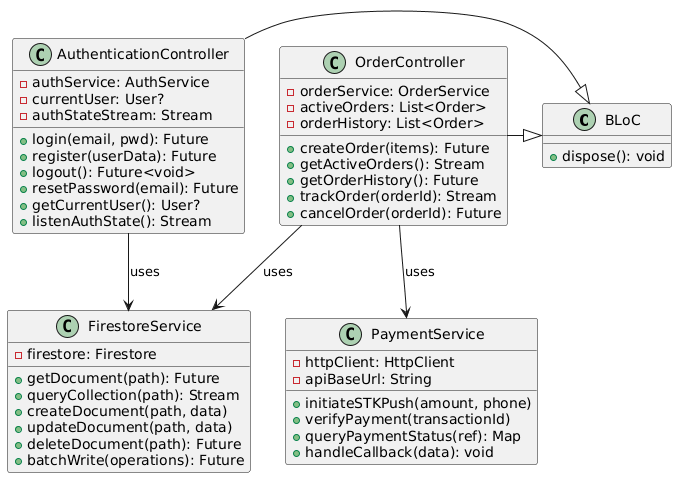 C AuthenticationController
authService: AuthService
currentUser: User?
authStateStream: Stream
login(email, pwd): Future
register(userData): Future
logout(): Future<void>
resetPassword(email): Future
getCurrentUser(): User?
listenAuthState(): Stream
C OrderController
orderService: OrderService
activeOrders: List<Order>
orderHistory: List<Order>
createOrder(items): Future
getActiveOrders(): Stream
getOrderHistory(): Future
trackOrder(orderId): Stream
cancelOrder(orderId): Future
C BLoC
dispose(): void
uses
uses
uses
C FirestoreService
firestore: Firestore
getDocument(path): Future
queryCollection(path): Stream
createDocument(path, data)
updateDocument(path, data)
deleteDocument(path): Future
batchWrite(operations): Future
C PaymentService
httpClient: HttpClient
apiBaseUrl: String
initiateSTKPush(amount, phone)
verifyPayment(transactionId)
queryPaymentStatus(ref): Map
handleCallback(data): void